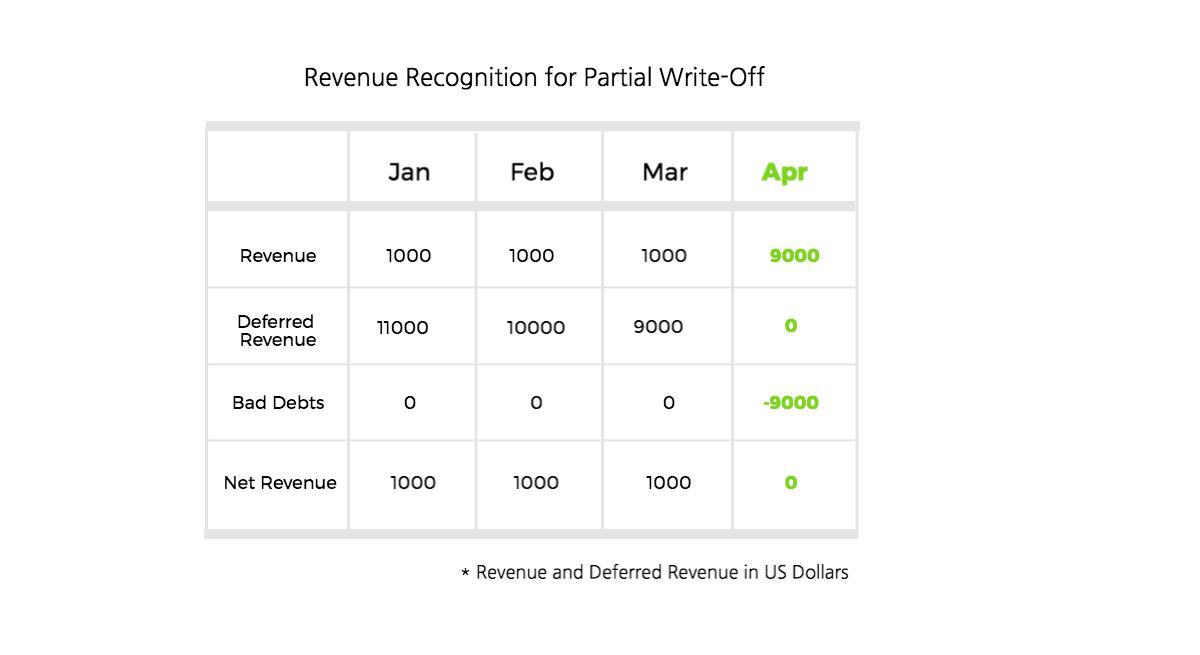 Revenue Recognition for Partial Write-Off
Jan Feb Mar Apr
Revenue 1000 1000 1000 9000
Deferred
Revenue 11000 10000 9000 0
Bad Debts 0 0 0 -9000
Net Revenue 1000 1000 1000 0
* Revenue and Deferred Revenue in US Dollars